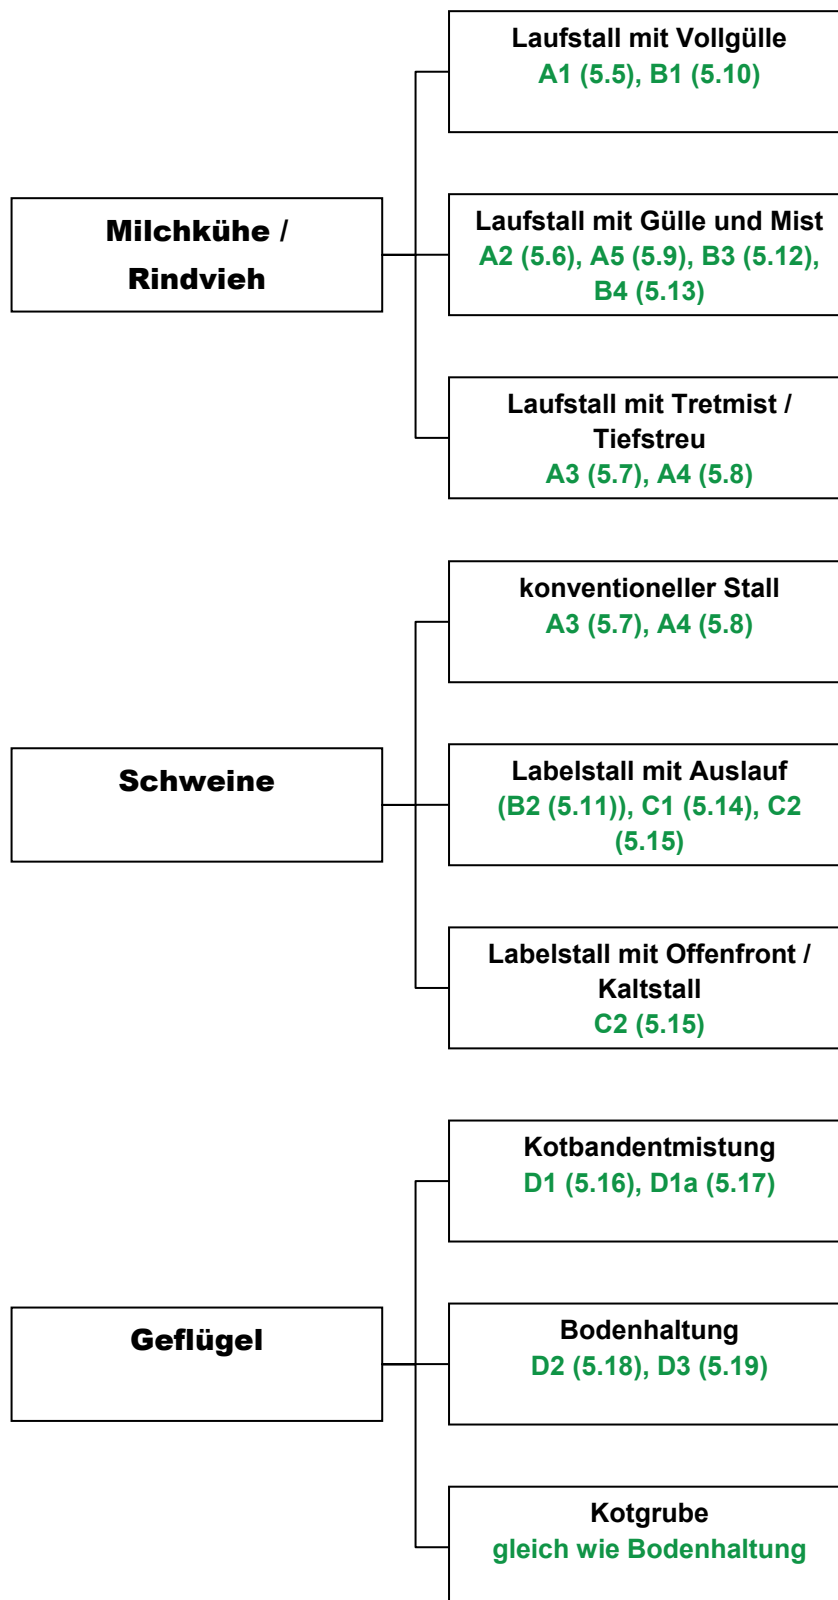 Milchkühe /
Rindvieh
Laufstall mit Vollgülle
A1 (5.5), B1 (5.10)
Laufstall mit Gülle und Mist
A2 (5.6), A5 (5.9), B3 (5.12),
B4 (5.13)
Laufstall mit Tretmist /
Tiefstreu
A3 (5.7), A4 (5.8)
Schweine
konventioneller Stall
A3 (5.7), A4 (5.8)
Labelstall mit Auslauf
(B2 (5.11)), C1 (5.14), C2
(5.15)
Labelstall mit Offenfront /
Kaltstall
C2 (5.15)
Geflügel
Kotbandentmistung
D1 (5.16), D1a (5.17)
Bodenhaltung
D2 (5.18), D3 (5.19)
Kotgrube
gleich wie Bodenhaltung